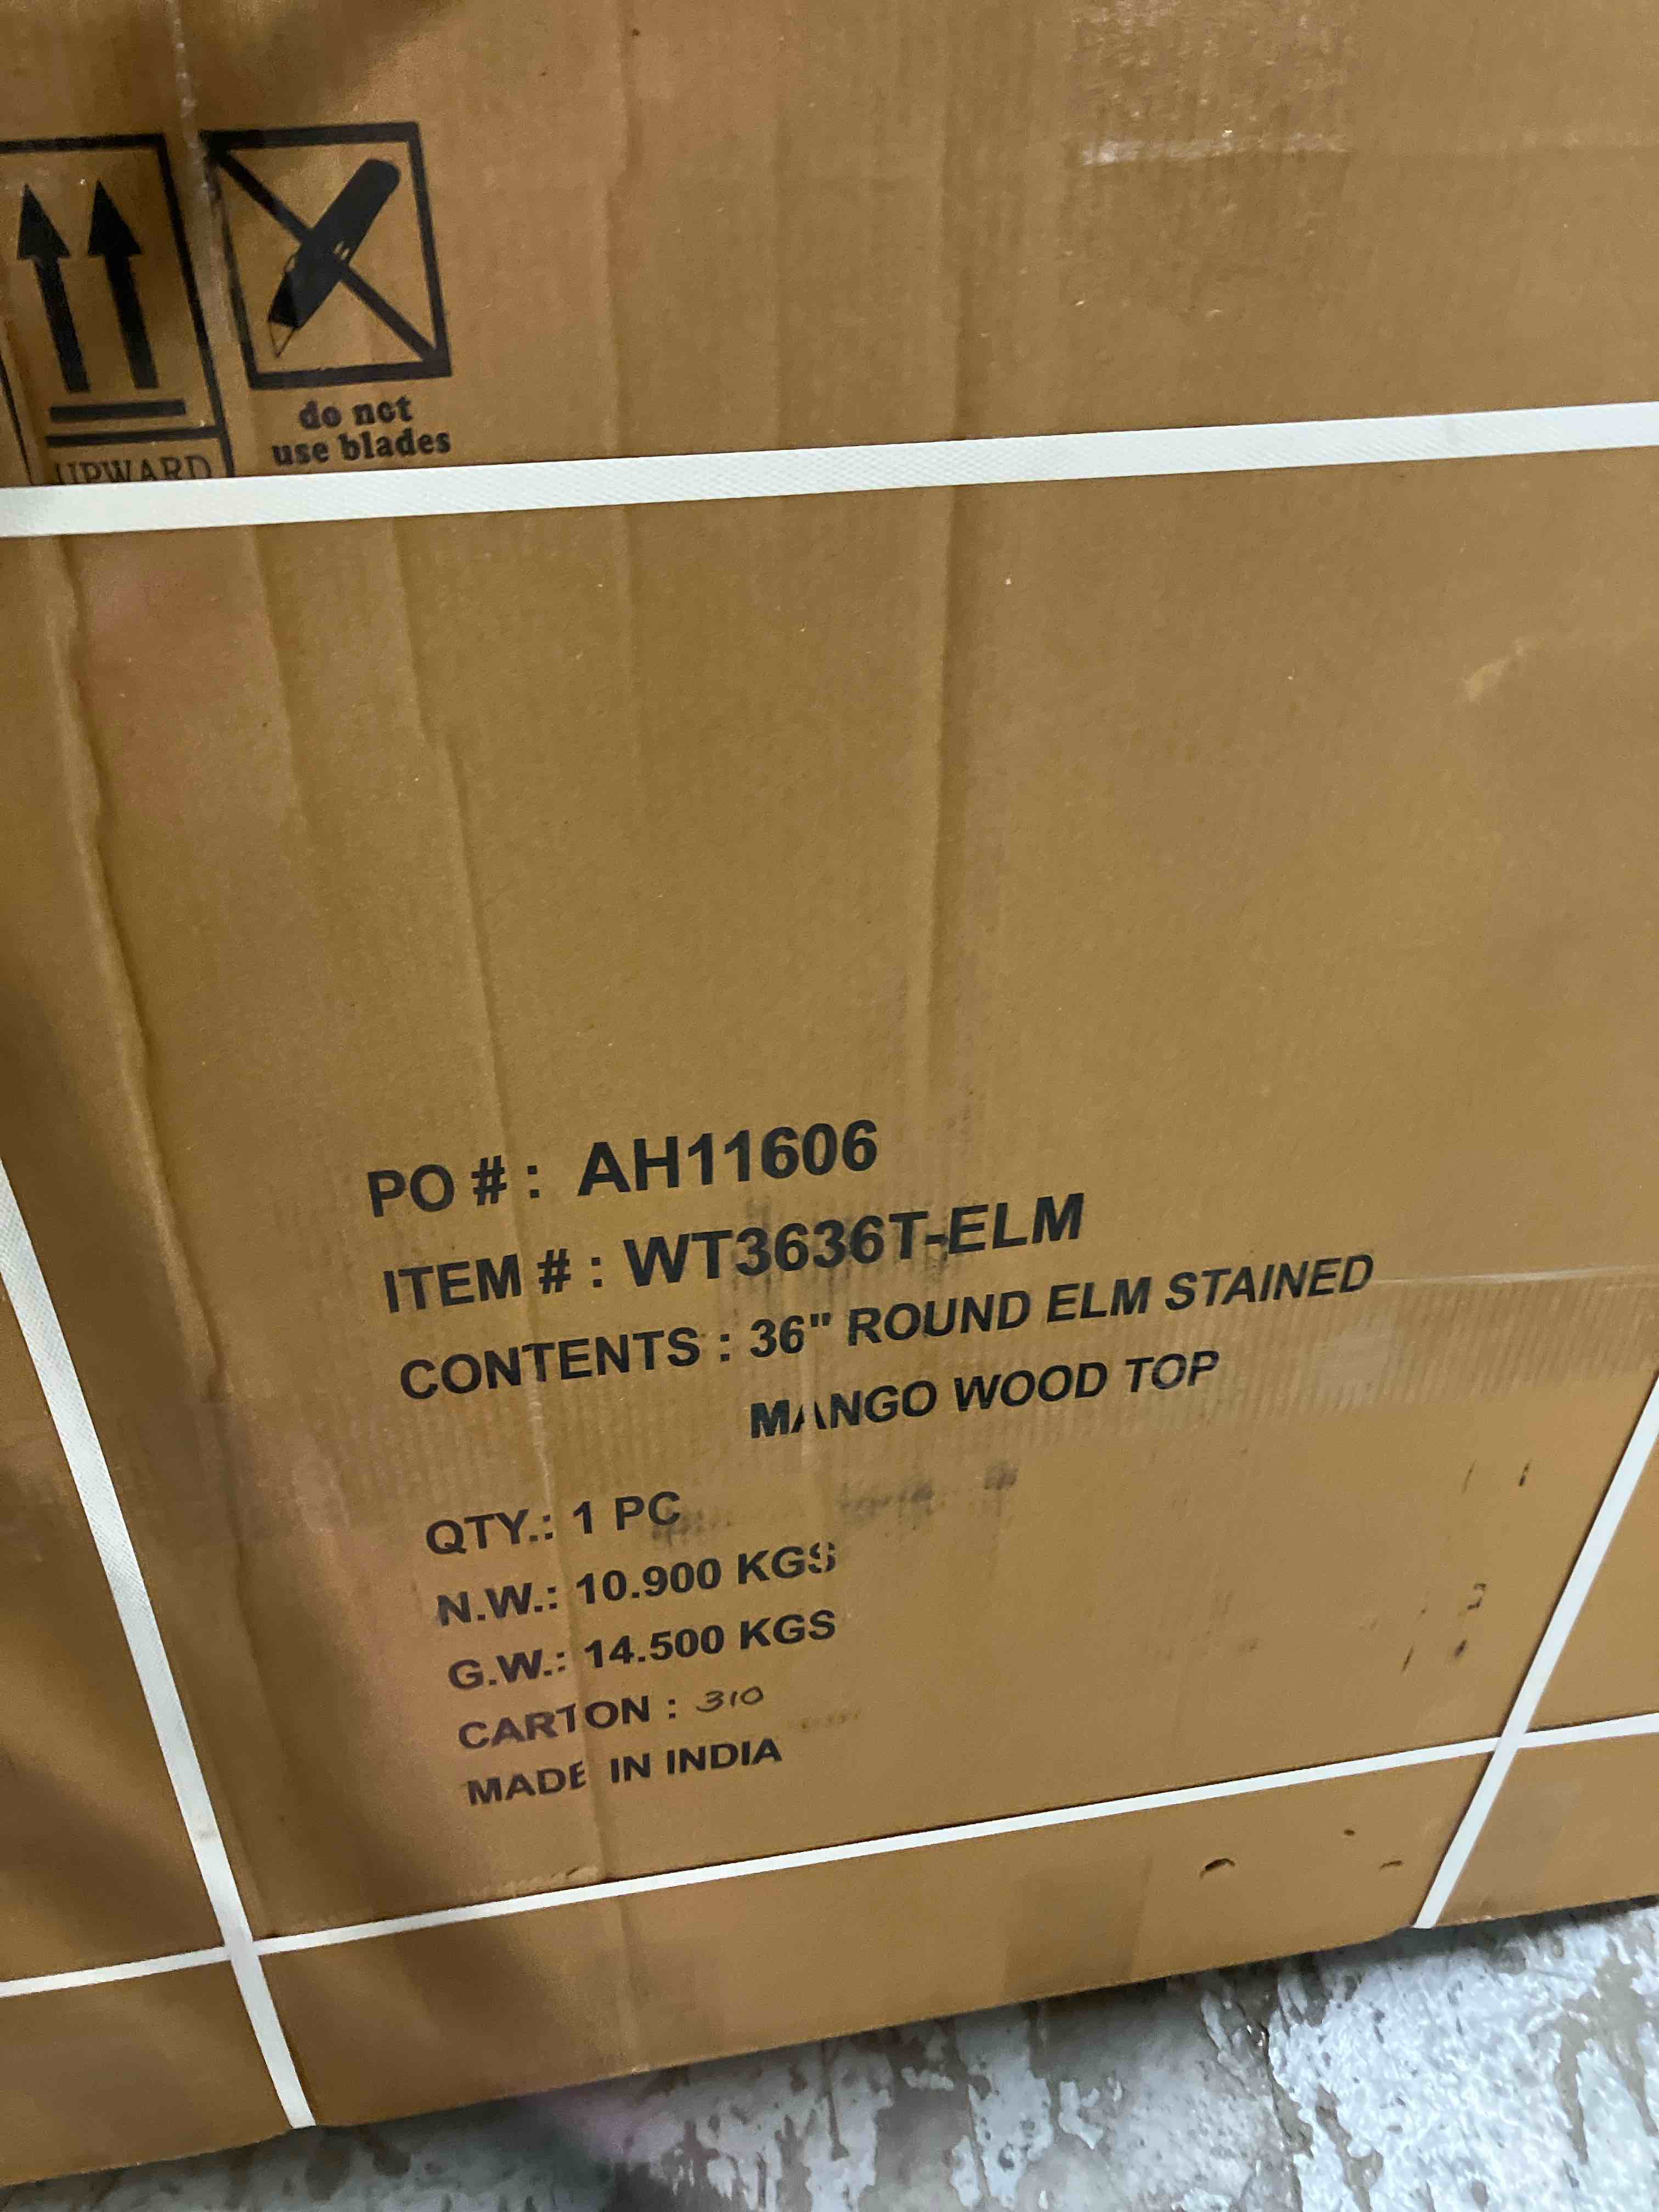 UPWARD
do not
use blades
PO # : AH11606
ITEM # : WT3636T-ELM
CONTENTS : 36" ROUND ELM STAINED
MANGO WOOD TOP
QTY.: 1 PC
N.W.: 10.900 KGS
G.W.: 14.500 KGS
CARTON : 310
MADE IN INDIA